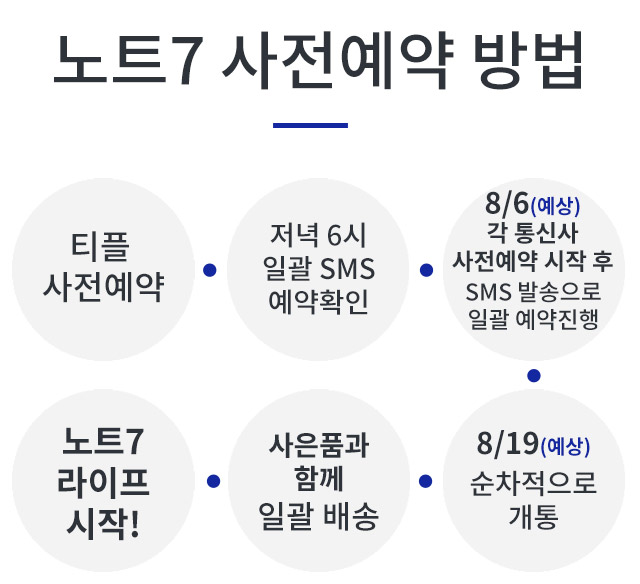 노트7 사전예약 방법
티플
사전예약
저녁 6시
일괄 SMS
예약확인
8/6(예상)
각 통신사
사전예약 시작 후
SMS 발송으로
일괄 예약진행
8/19(예상)
순차적으로
개통
사은품과
함께
일괄 배송
노트7
라이프
시작!